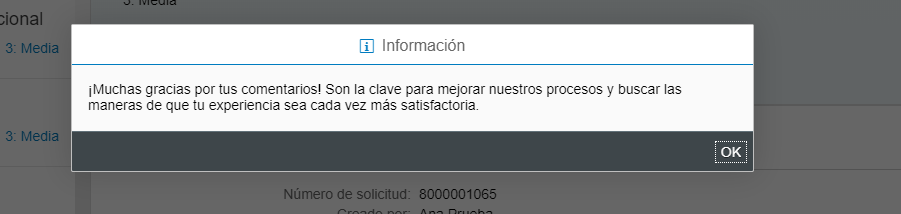 3: Media
cional
3: Media
Información
¡Muchas gracias por tus comentarios! Son la clave para mejorar nuestros procesos y buscar las
maneras de que tu experiencia sea cada vez más satisfactoria.
3: Media
OK
Número de solicitud: 8000001065
Creado por: Ana Prueba